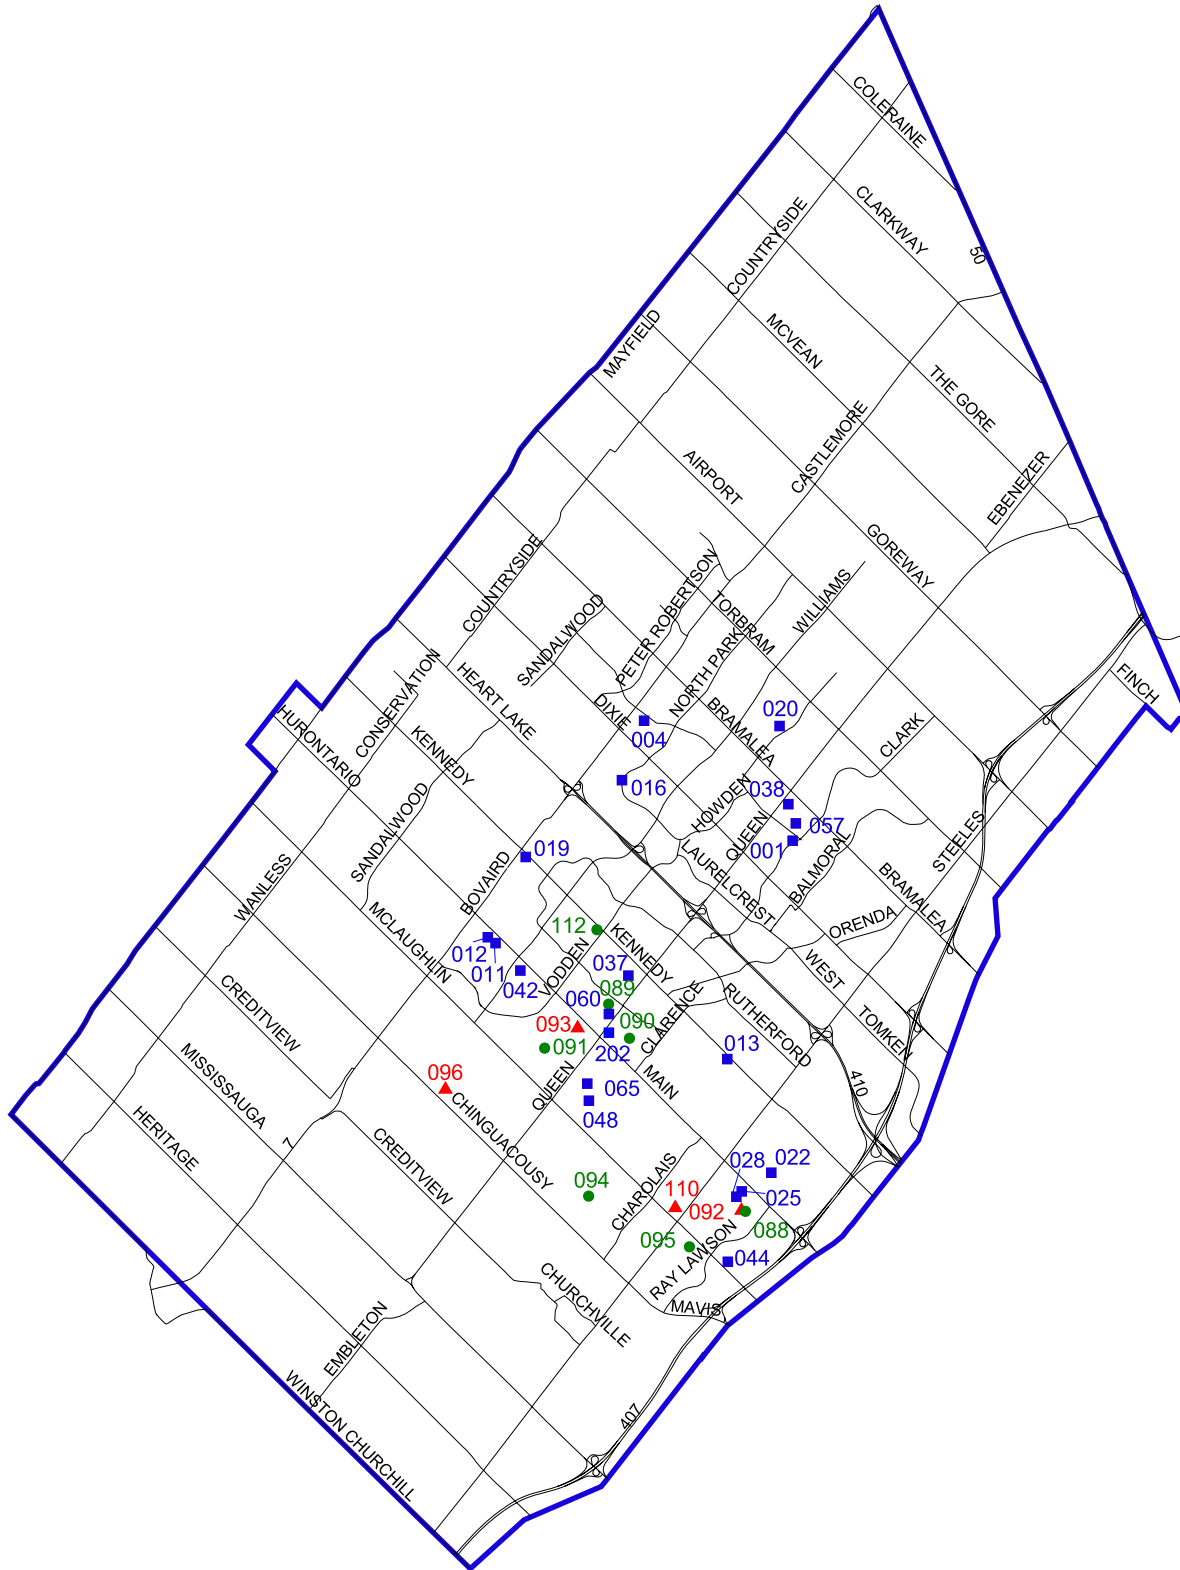 COLERAINE
CLARKWAY
50
COUNTRYSIDE
MCVEAN
MAYFIELD
THE GORE
CASTLEMORE
AIRPORT
EBENEZER
GOREWAY
COUNTRYSIDE
SANDALWOOD
PETER ROBERTSON
TORBRAM
WILLIAMS
NORTH PARK
CONSERVATION
HEART LAKE
DIXIE
BRAMALEA
FINCH
HURONTARIO
KENNEDY
004
020
CLARK
016
038
HOWDEN
QUEEN
057
001
SANDALWOOD
BOVAIRD
019
LAURELCREST
BALMORAL
STEELES
BRAMALEA
WANLESS
MCLAUGHLIN
112
KENNEDY
ORENDA
WEST
012
011
042
VODDEN
037
089
060
CLARENCE
RUTHERFORD
TOMKEN
CREDITVIEW
093
090
091
202
013
MAIN
410
MISSISSAUGA
096
QUEEN
065
048
CHINGUACOUSY
HERITAGE
7
CREDITVIEW
094
CHAROLAIS
110
028
022
025
092
088
095
RAY LAWSON
044
MAVIS
CHURCHVILLE
EMBLETON
WINSTON CHURCHILL
407